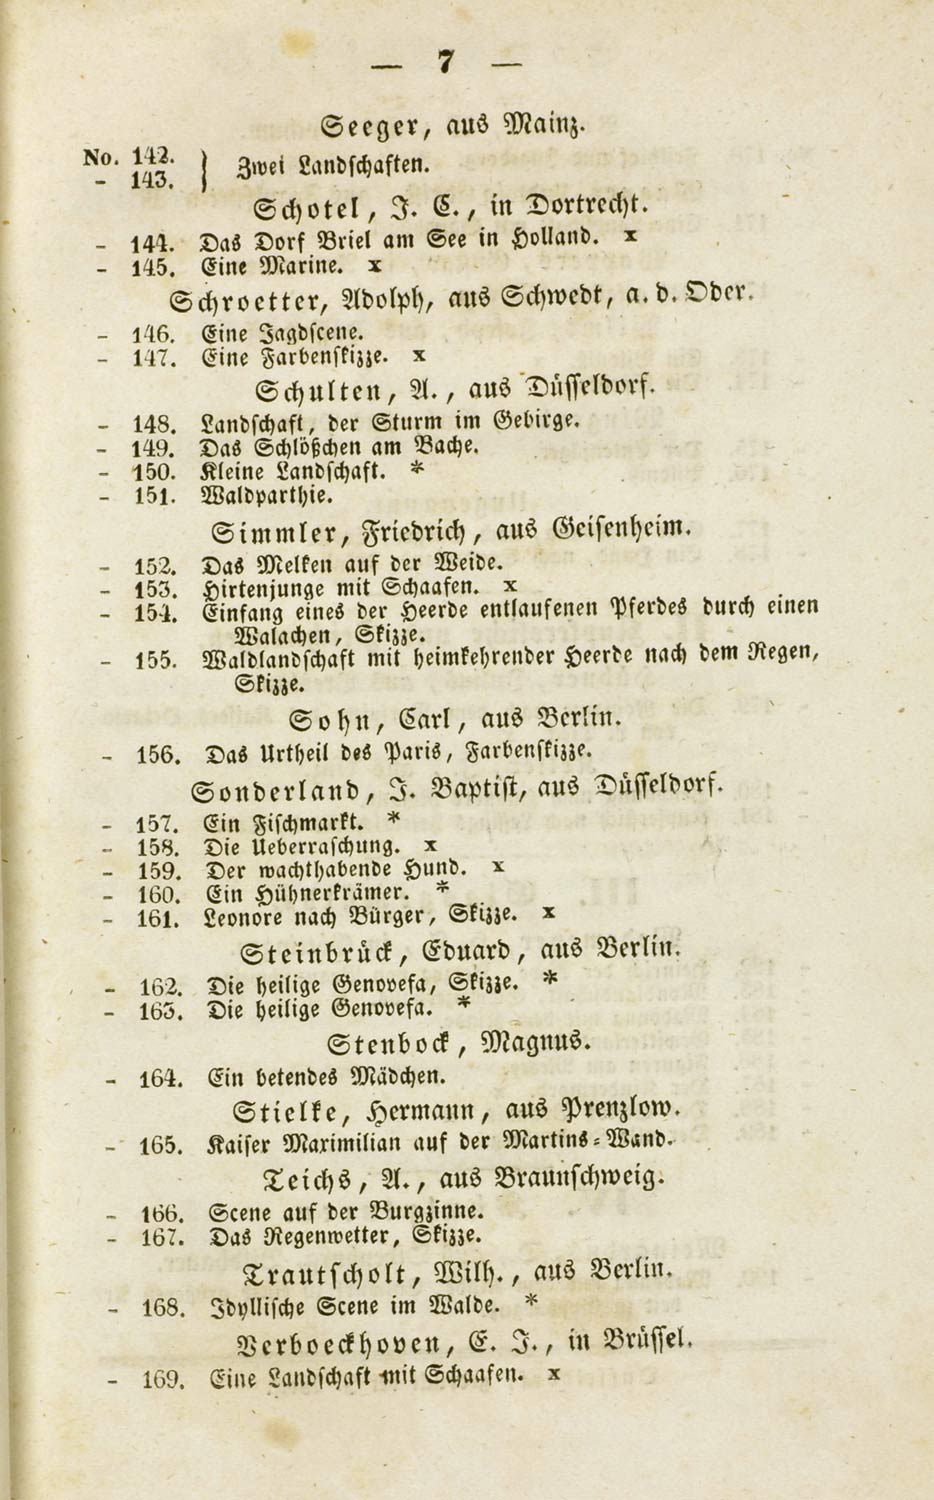 — 7 —
Seeger, aus Mainz.
No. 142. } Zwei Landschaften.
- 143.
Schotel, J. C., in Dortrecht.
- 144. Das Dorf Briel am See in Holland. x
- 145. Eine Marine. x
Schroetter, Adolph, aus Schwedt, a. d. Oder.
- 146. Eine Jagdscene.
- 147. Eine Farbenskizze. x
Schulten, A., aus Düsseldorf.
- 148. Landschaft, der Sturm im Gebirge.
- 149. Das Schlößchen am Bache.
- 150. Kleine Landschaft. *
- 151. Waldparthie.
Simmler, Friedrich, aus Geisenheim.
- 152. Das Melken auf der Weide.
- 153. Hirtenjunge mit Schaafen. x
- 154. Einfang eines der Heerde entlaufenen Pferdes durch einen
Walachen, Skizze.
- 155. Waldlandschaft mit heimkehrender Heerde nach dem Regen,
Skizze.
Sohn, Carl, aus Berlin.
- 156. Das Urtheil des Paris, Farbenskizze.
Sonderland, J. Baptist, aus Düsseldorf.
- 157. Ein Fischmarkt. *
- 158. Die Ueberraschung. x
- 159. Der wachthabende Hund. x
- 160. Ein Hühnerkrämer. *
- 161. Leonore nach Bürger, Skizze. x
Steinbrück, Eduard, aus Berlin.
- 162. Die heilige Genovefa, Skizze. *
- 163. Die heilige Genovefa. *
Stenbock, Magnus.
- 164. Ein betendes Mädchen.
Stielke, Hermann, aus Prenzlow.
- 165. Kaiser Maximilian auf der Martins-Wand.
Teichs, A., aus Braunschweig.
- 166. Scene auf der Burgzinne.
- 167. Das Regenwetter, Skizze.
Trautscholt, Wilh., aus Berlin.
- 168. Idyllische Scene im Walde. *
Verboeckhoven, E. J., in Brüssel.
- 169. Eine Landschaft mit Schaafen. x